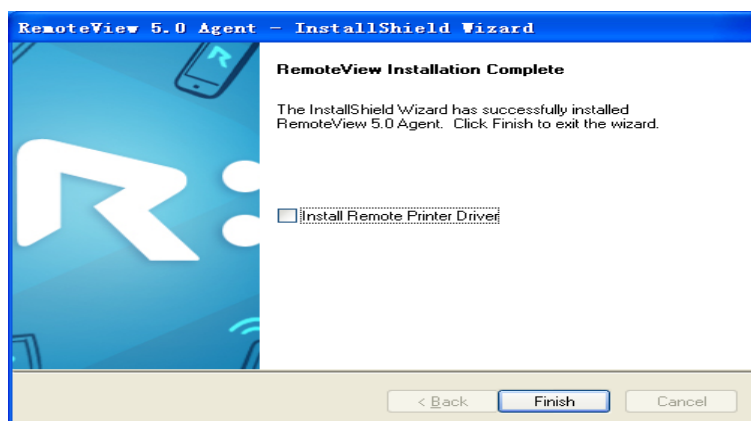 RemoteView 5.0 Agent - InstallShield Wizard
RemoteView Installation Complete
The InstallShield Wizard has successfully installed
RemoteView 5.0 Agent. Click Finish to exit the wizard.
R:
Install Remote Printer Driver
< Back
Finish
Cancel